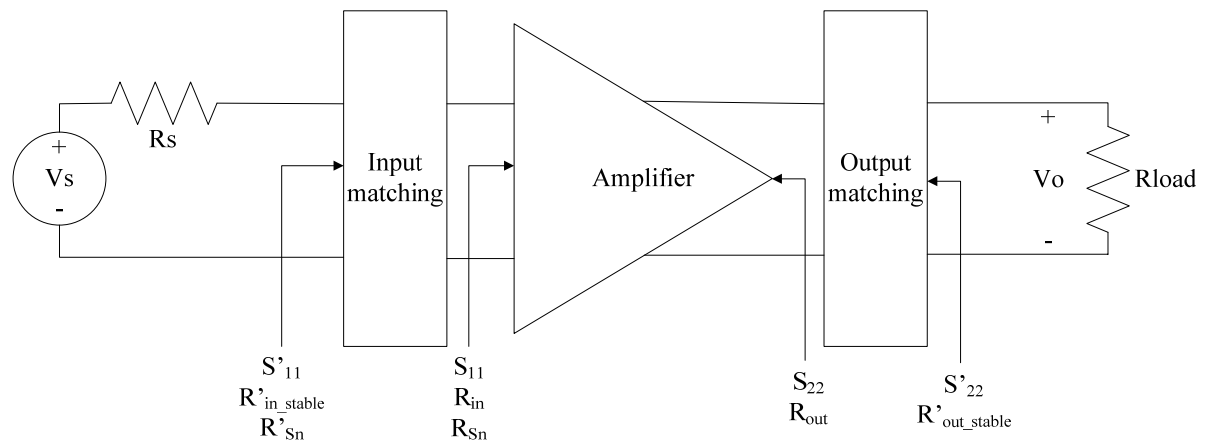 Rs
+
Vs
-
Input
matching
Amplifier
Output
matching
+
Vo
-
Rload
S’11
R’in_stable
R’Sn
S11
Rin
RSn
S22
Rout
S’22
R’out_stable